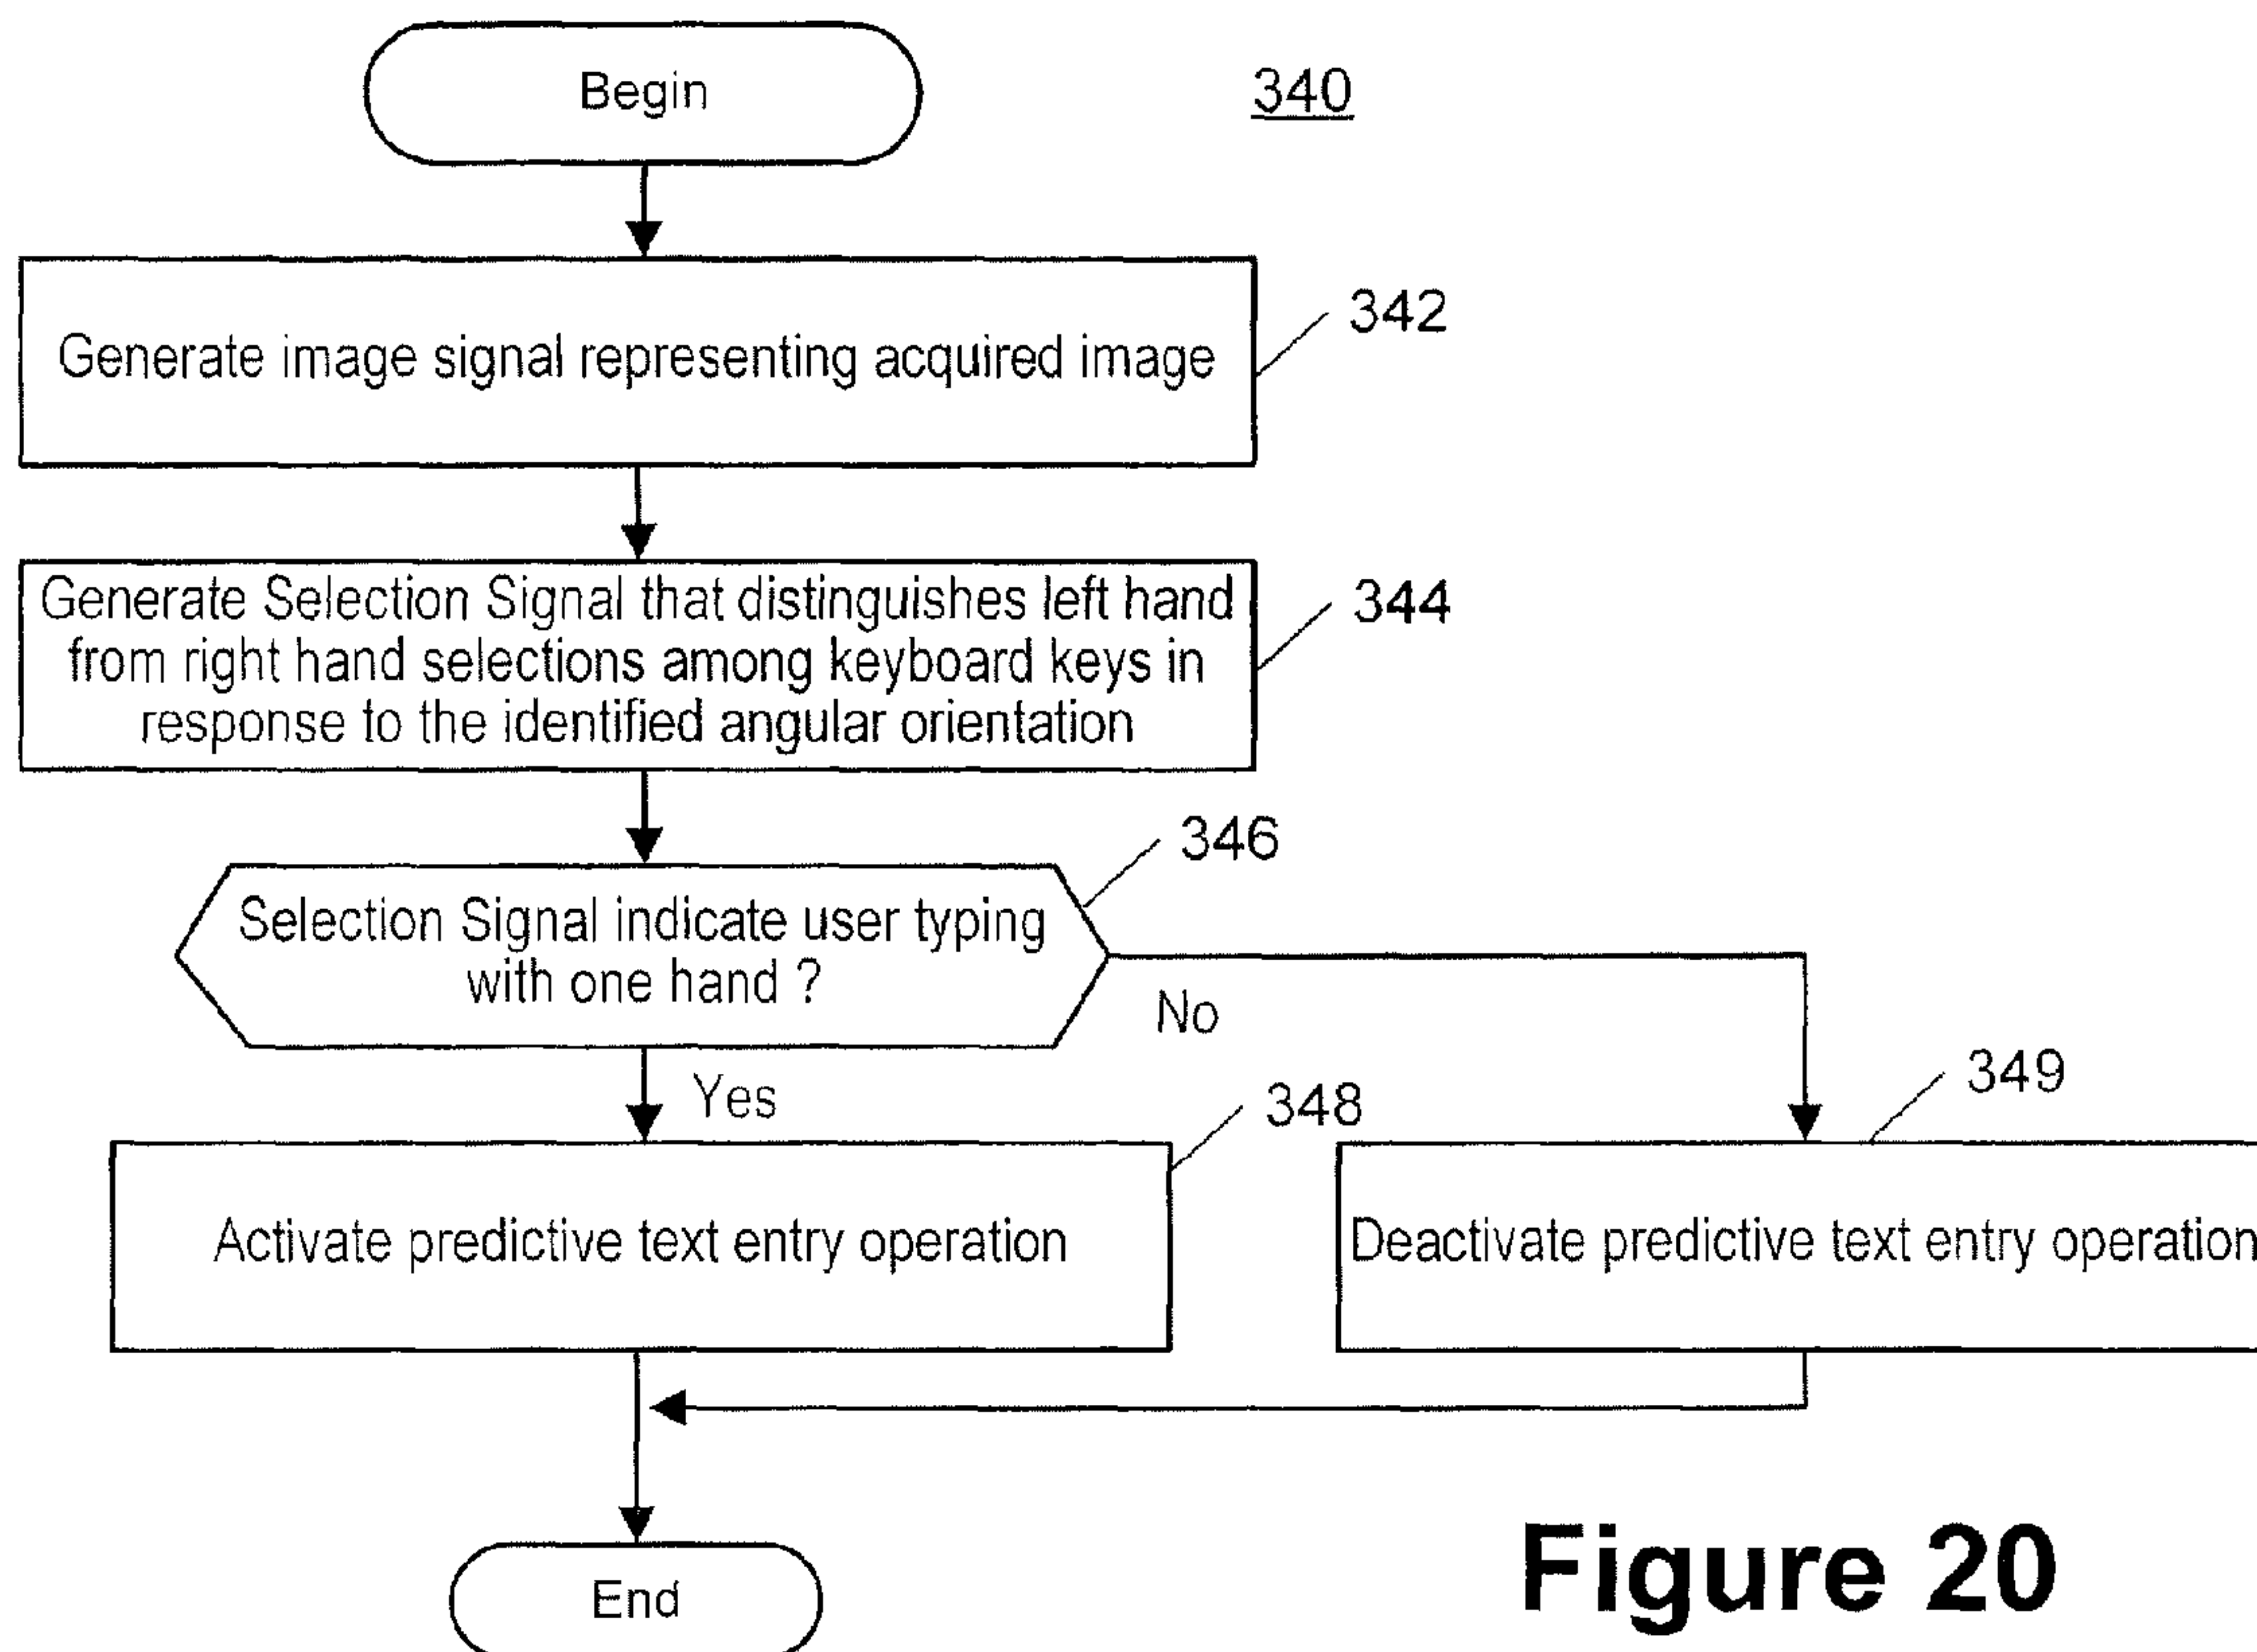 Begin
340
Generate image signal representing acquired image
342
Generate Selection Signal that distinguishes left hand
from right hand selections among keyboard keys in
response to the identified angular orientation
344
Selection Signal indicate user typing
with one hand ?
346
No
Yes
348
349
Activate predictive text entry operation
Deactivate predictive text entry operation
End
Figure 20